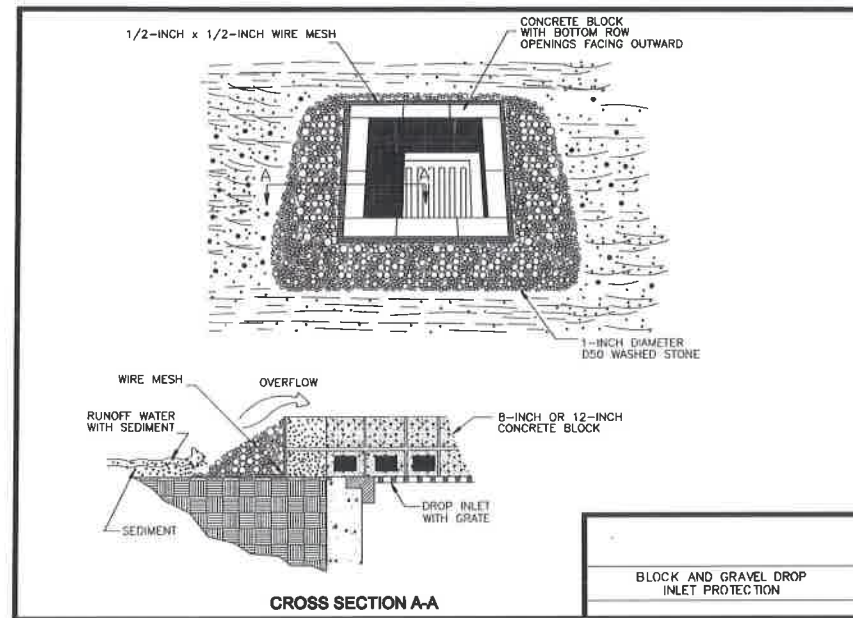 1/2-INCH x 1/2-INCH WIRE MESH
CONCRETE BLOCK
WITH BOTTOM ROW
OPENINGS FACING OUTWARD
A
A
1-INCH DIAMETER
D50 WASHED STONE
WIRE MESH
OVERFLOW
RUNOFF WATER
WITH SEDIMENT
8-INCH OR 12-INCH
CONCRETE BLOCK
DROP INLET
WITH GRATE
SEDIMENT
CROSS SECTION A-A
BLOCK AND GRAVEL DROP
INLET PROTECTION